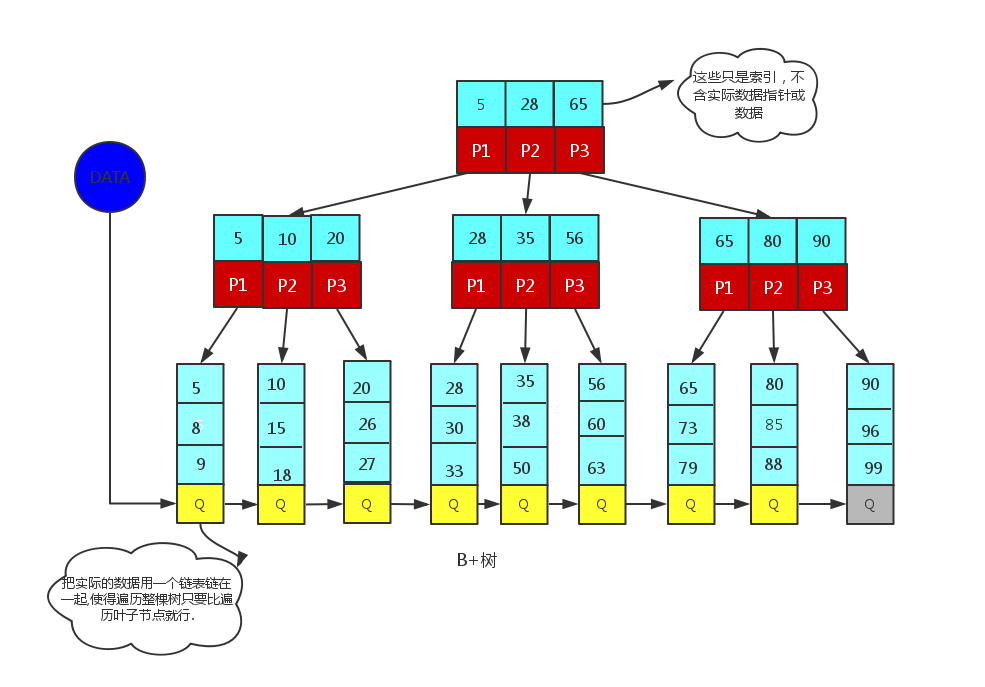 这些只是索引，不
含实际数据指针或
数据
5 28 65
P1 P2 P3
DATA
5 10 20
P1 P2 P3
28 35 56
P1 P2 P3
65 80 90
P1 P2 P3
5 10 20 28 35 56 65 80 90
8 15 26 30 38 60 73 85 96
9 18 27 33 50 63 79 88 99
Q Q Q Q Q Q Q Q Q
B+树
把实际的数据用一个链表链在
一起,使得遍历整棵树只要比遍
历叶子节点就行.